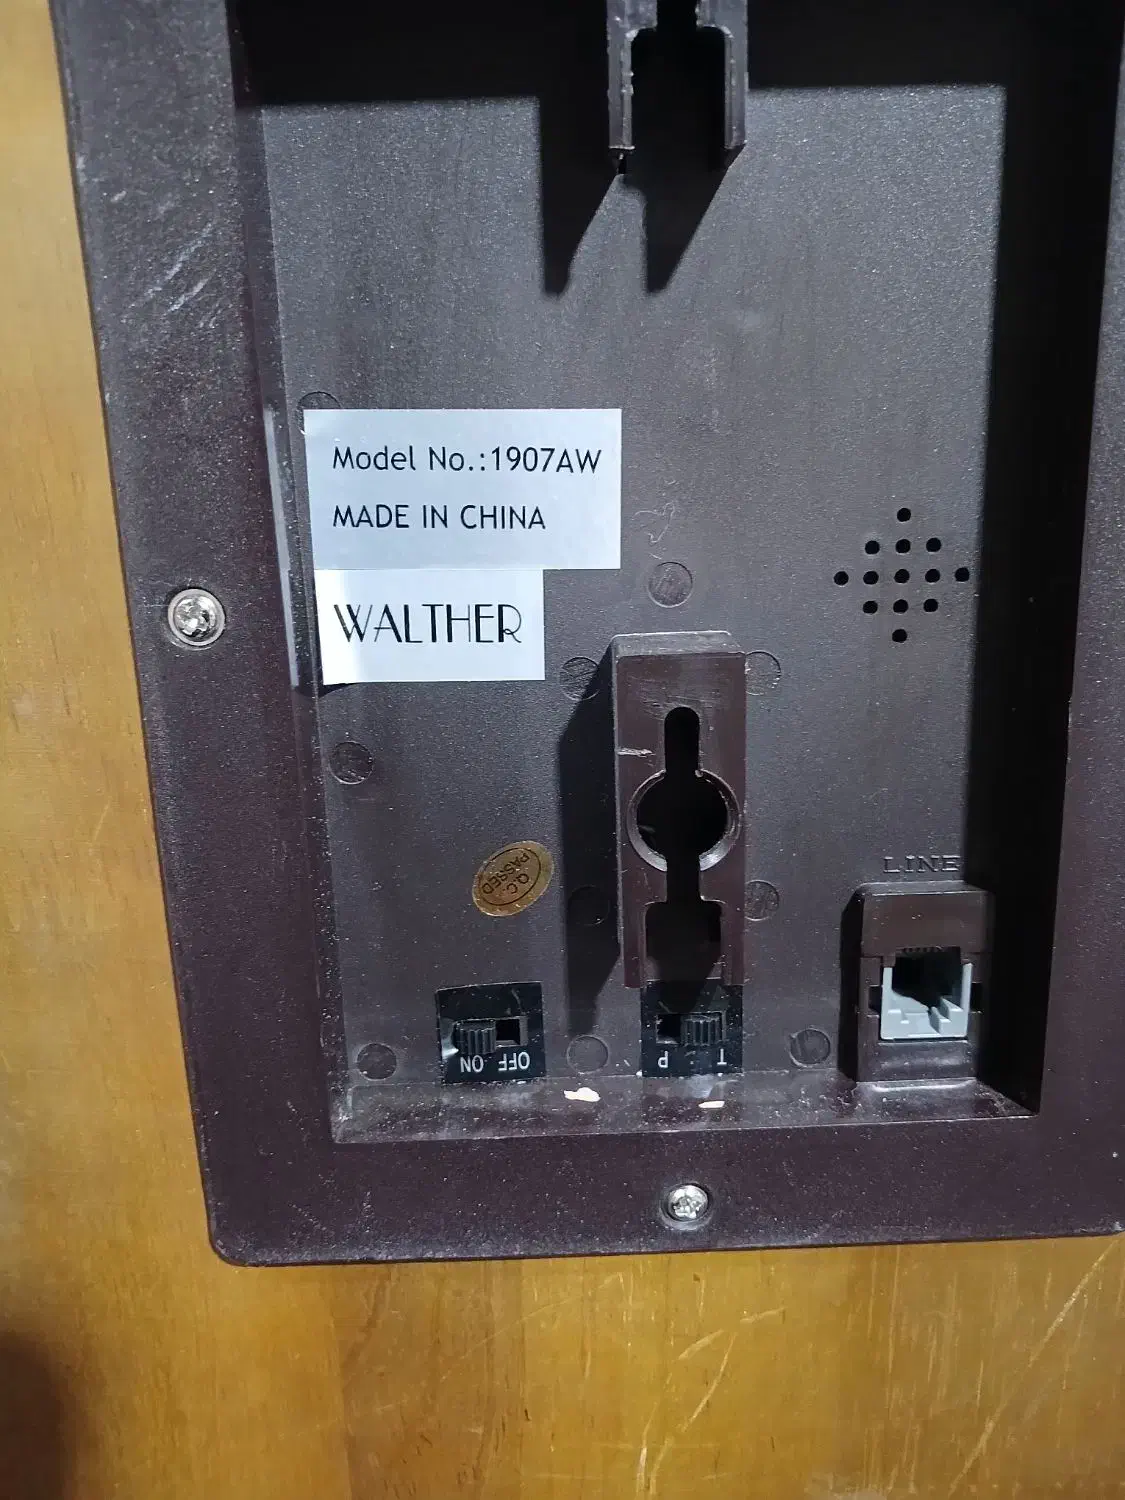 Model No.:1907AW
MADE IN CHINA
WALTHER
LINE
Q.C.
PASSED
ON OFF
P T